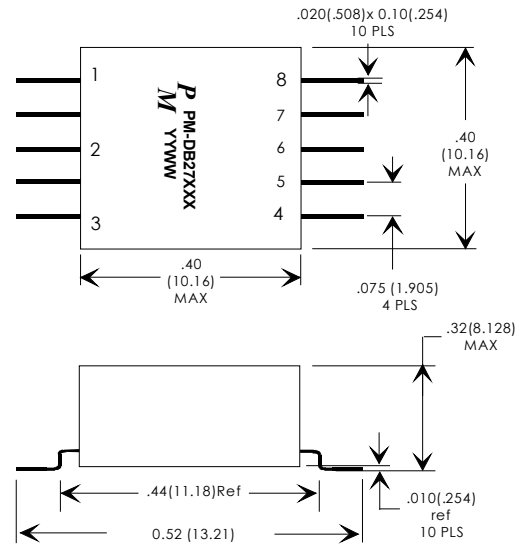 .020(.508)x 0.10(.254)
10 PLS
1
8
7
2
6
5
3
4
P
M
PM-DB27XXX
YYWW
.40
(10.16)
MAX
.40
(10.16)
MAX
.075 (1.905)
4 PLS
.32(8.128)
MAX
.44(11.18)Ref
.010(.254)
ref
10 PLS
0.52 (13.21)